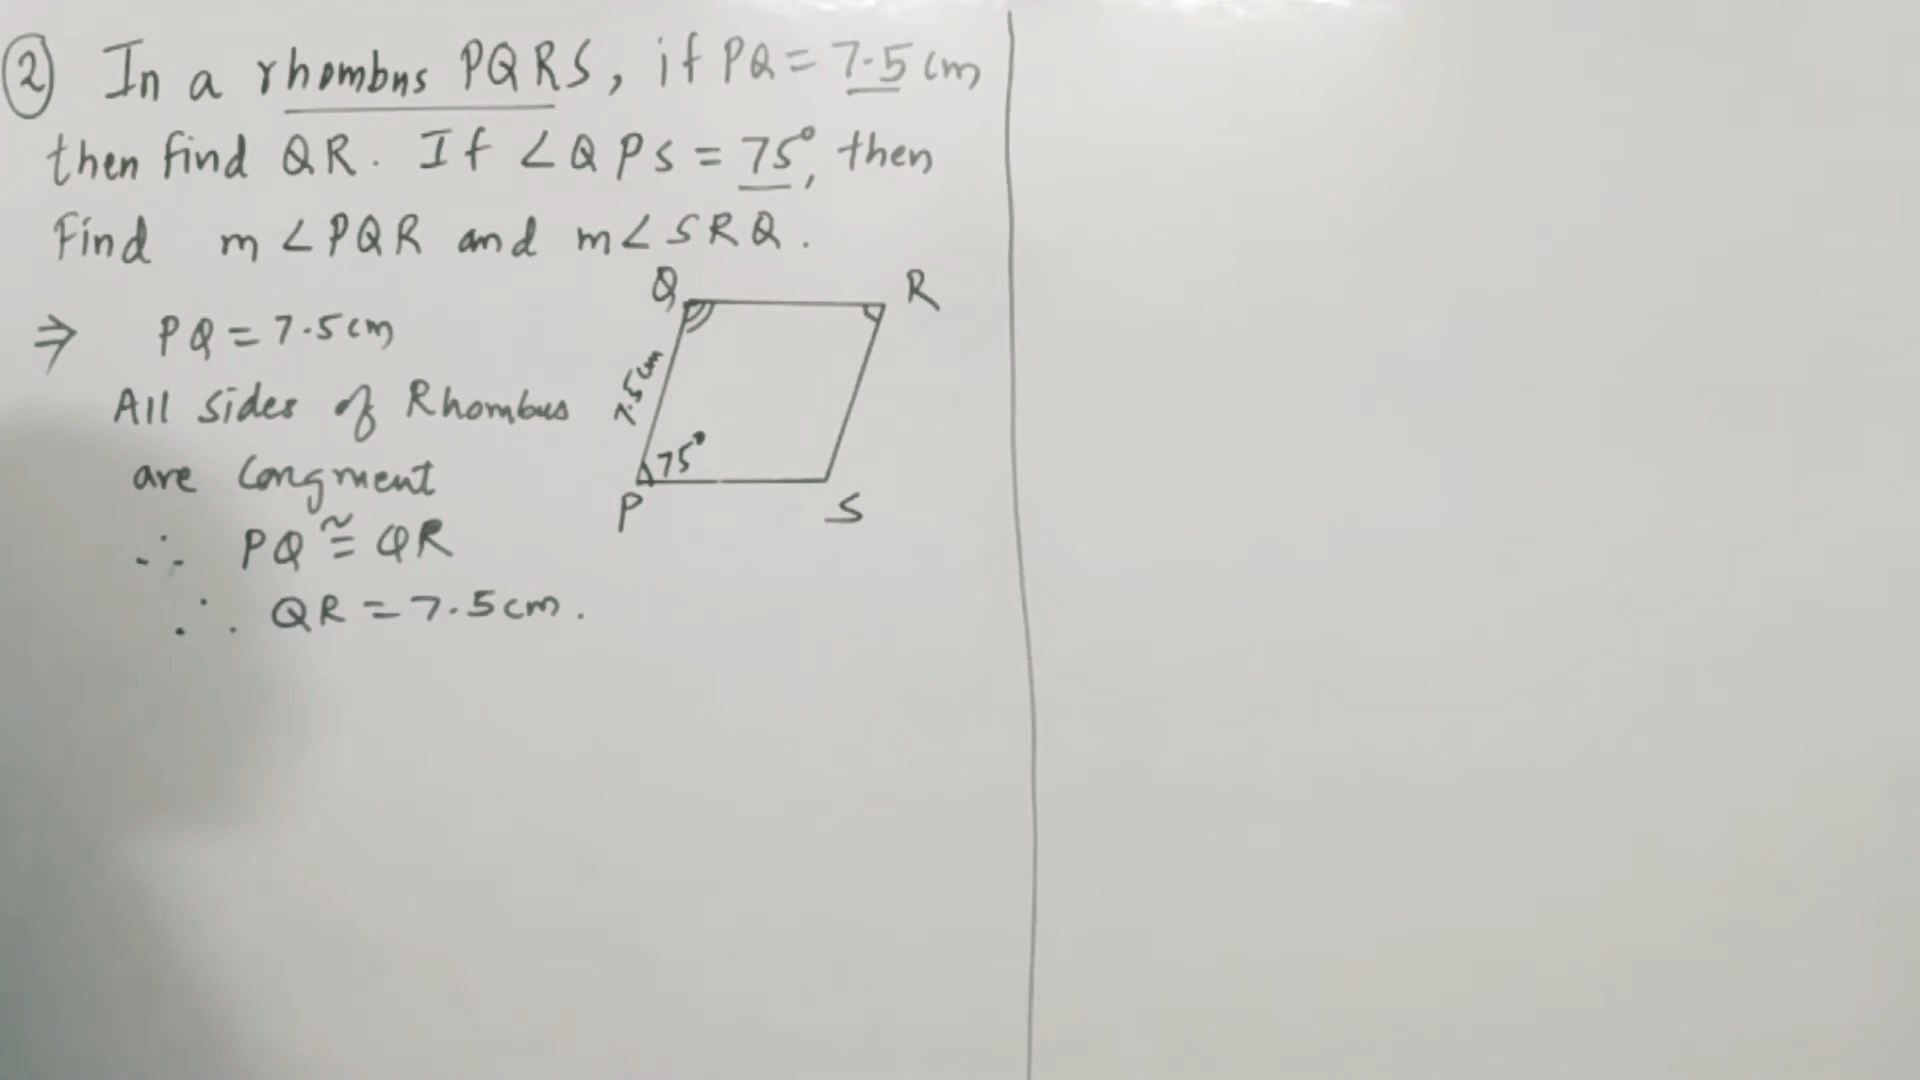 ② In a rhombus PQRS, if PQ = 7.5 cm
then find QR. If ∠QPS = 75°, then
Find m∠PQR and m∠SRQ.
Q R
⇒ PQ = 7.5 cm
7.5 cm
All sides of Rhombus
75°
are Congruent
P S
∴ PQ ≅ QR
∴ QR = 7.5 cm.